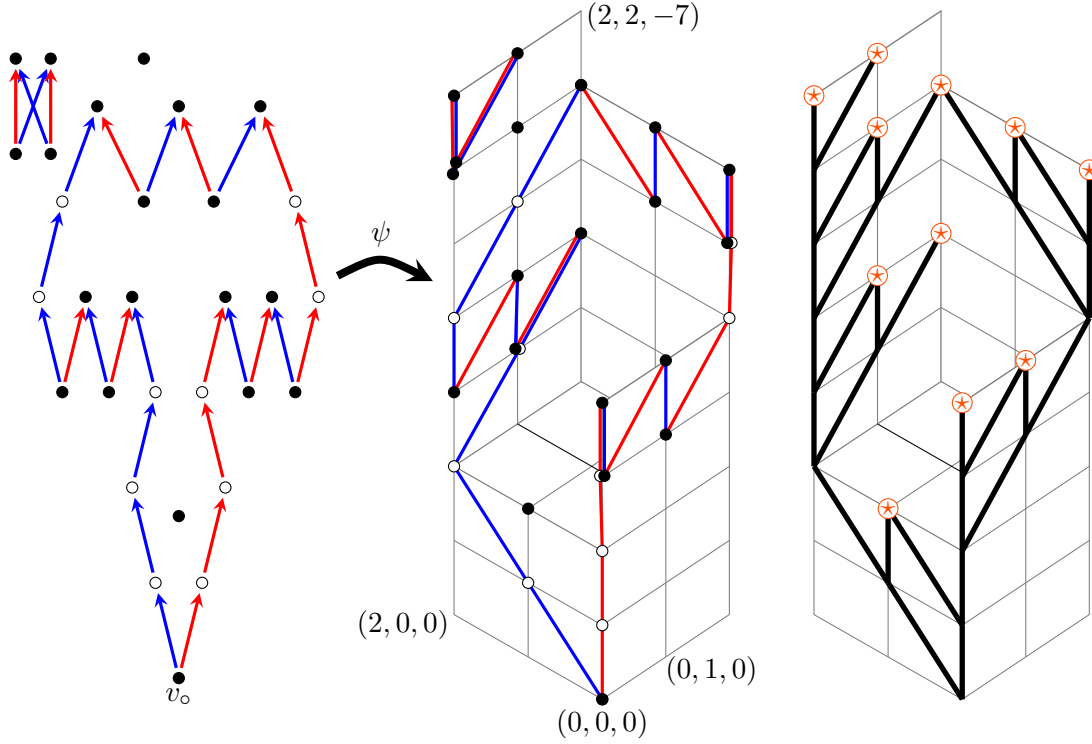 (2, 2, −7)
ψ
(2, 0, 0)
(0, 1, 0)
v○
(0, 0, 0)